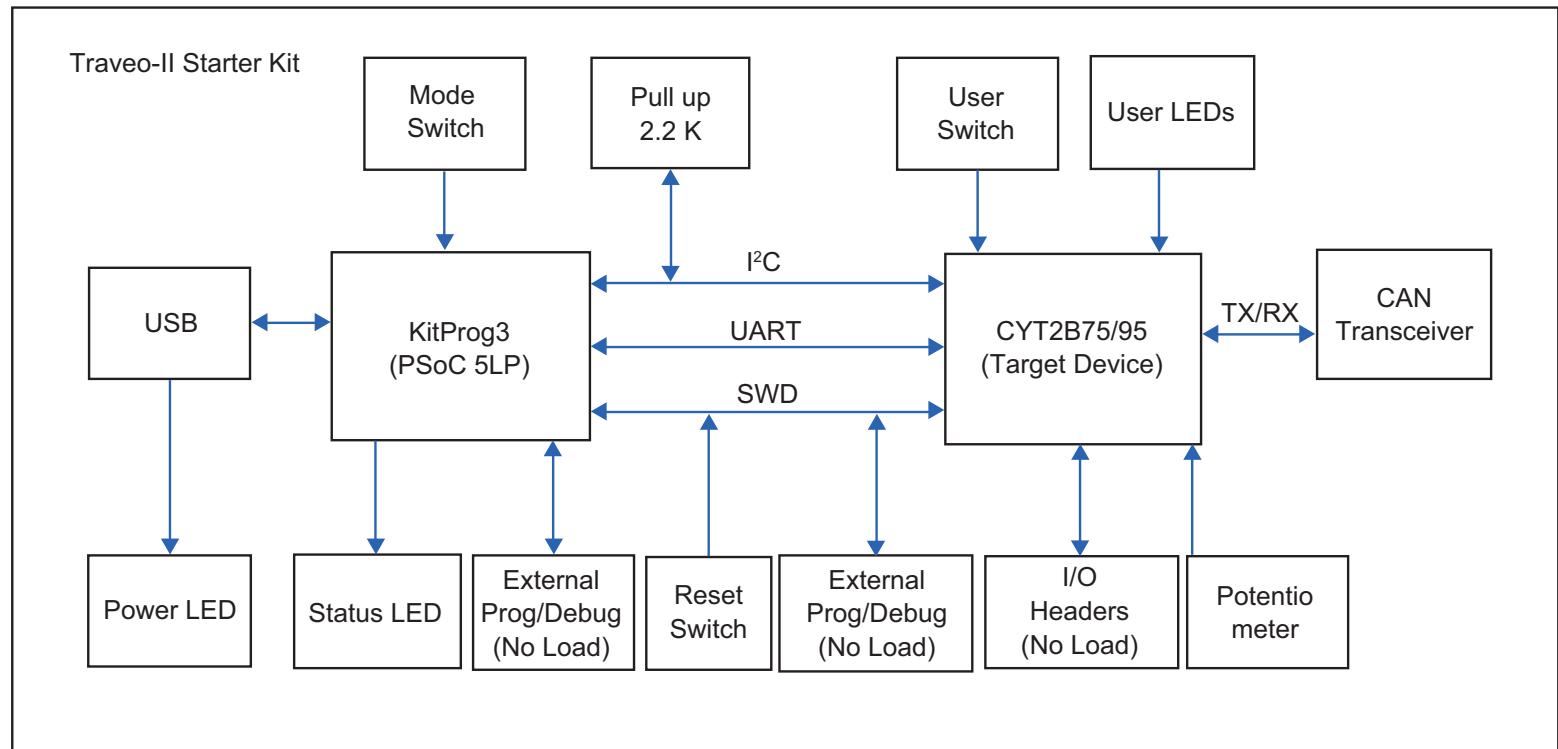 Traveo-II Starter Kit
Mode
Switch
Pull up
2.2 K
User
Switch
User LEDs
USB
KitProg3
(PSoC 5LP)
I²C
UART
SWD
CYT2B75/95
(Target Device)
TX/RX
CAN
Transceiver
Power LED
Status LED
External
Prog/Debug
(No Load)
Reset
Switch
External
Prog/Debug
(No Load)
I/O
Headers
(No Load)
Potentio
meter